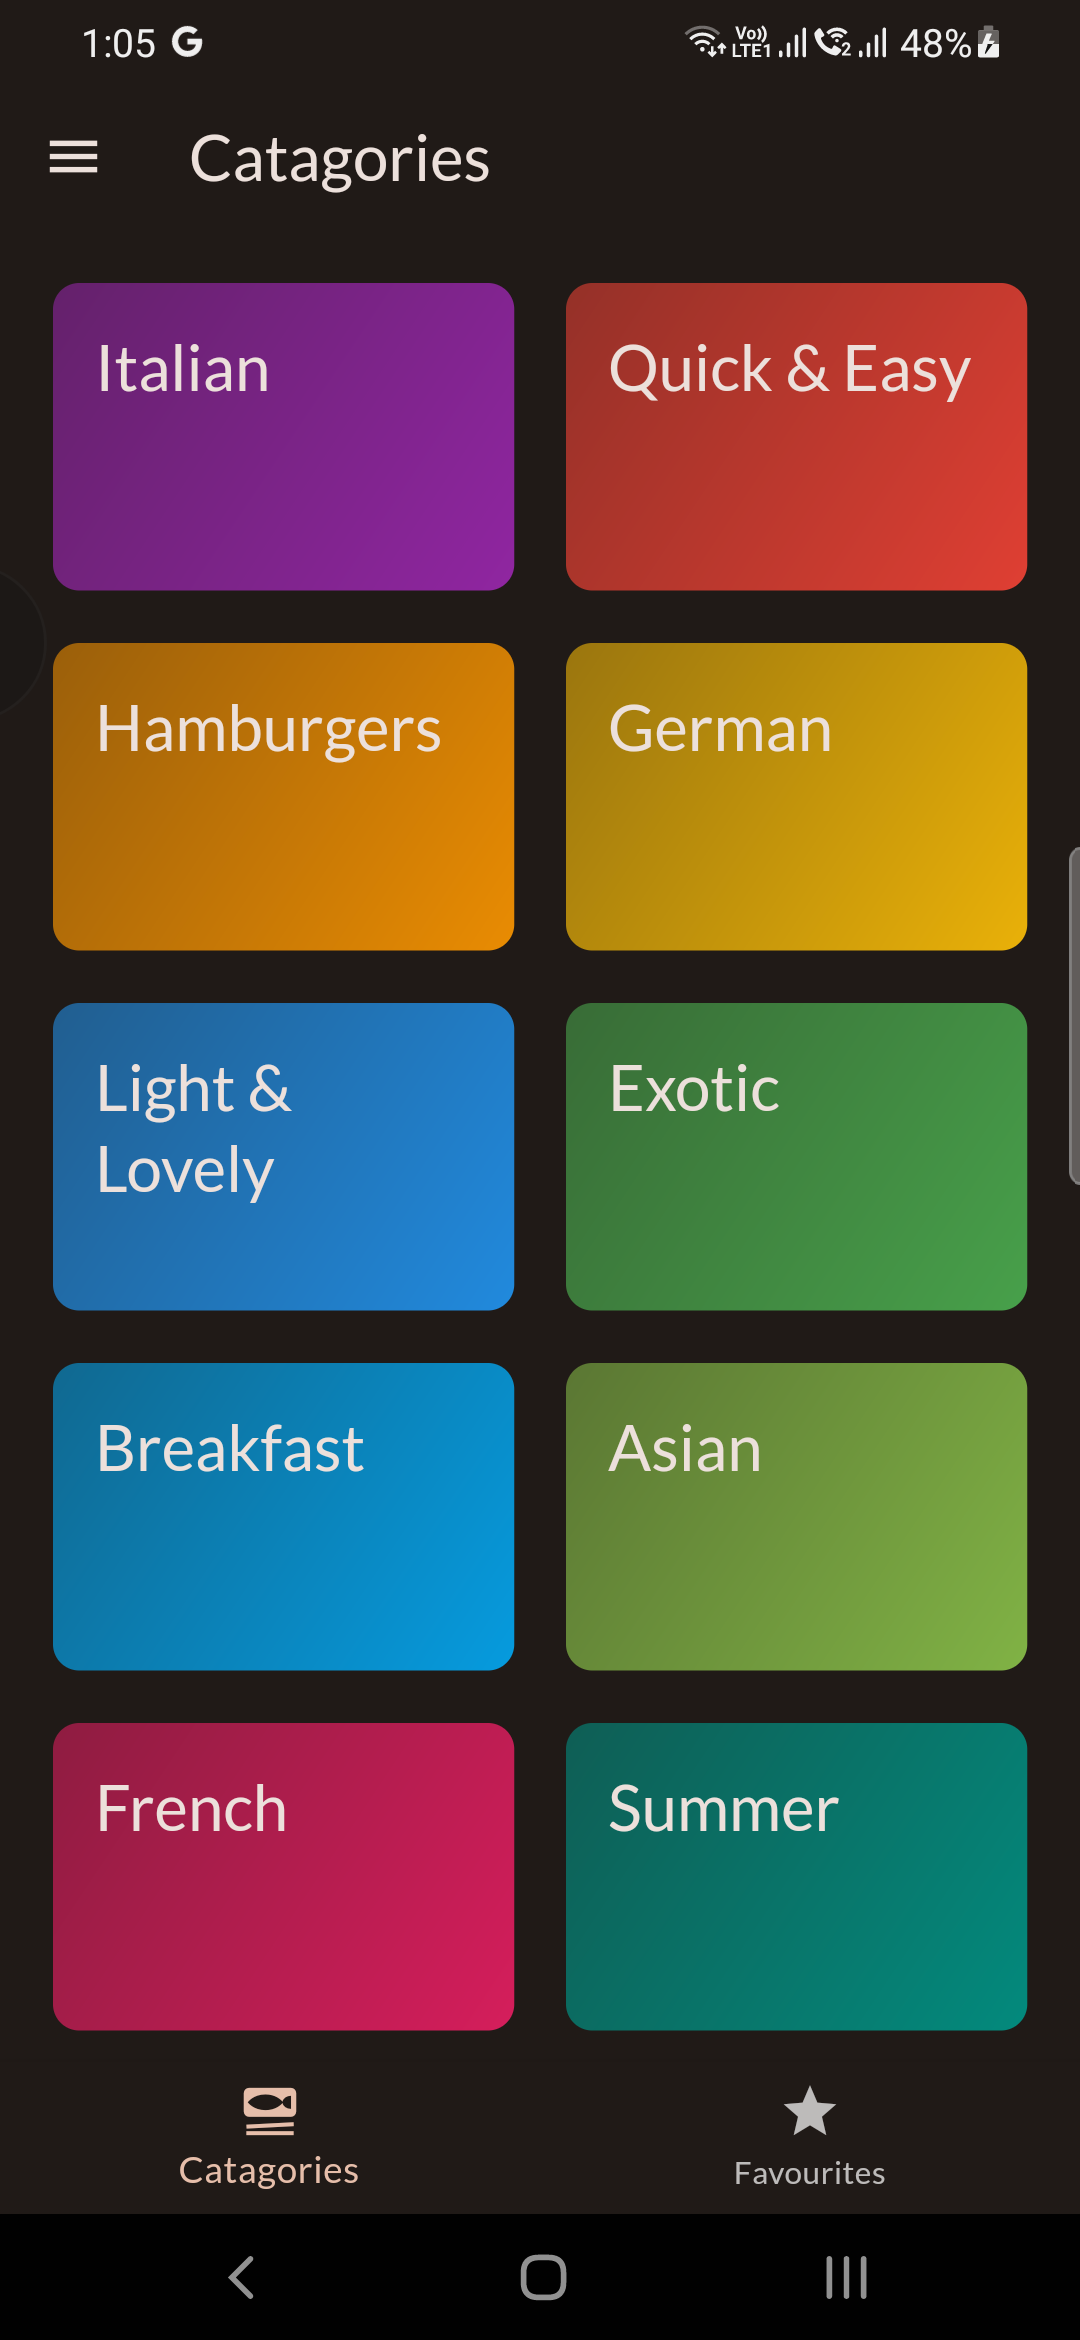 1:05 G Vo)) LTE1 2 48%
Catagories
Italian
Quick & Easy
Hamburgers
German
Light &
Lovely
Exotic
Breakfast
Asian
French
Summer
Catagories
Favourites